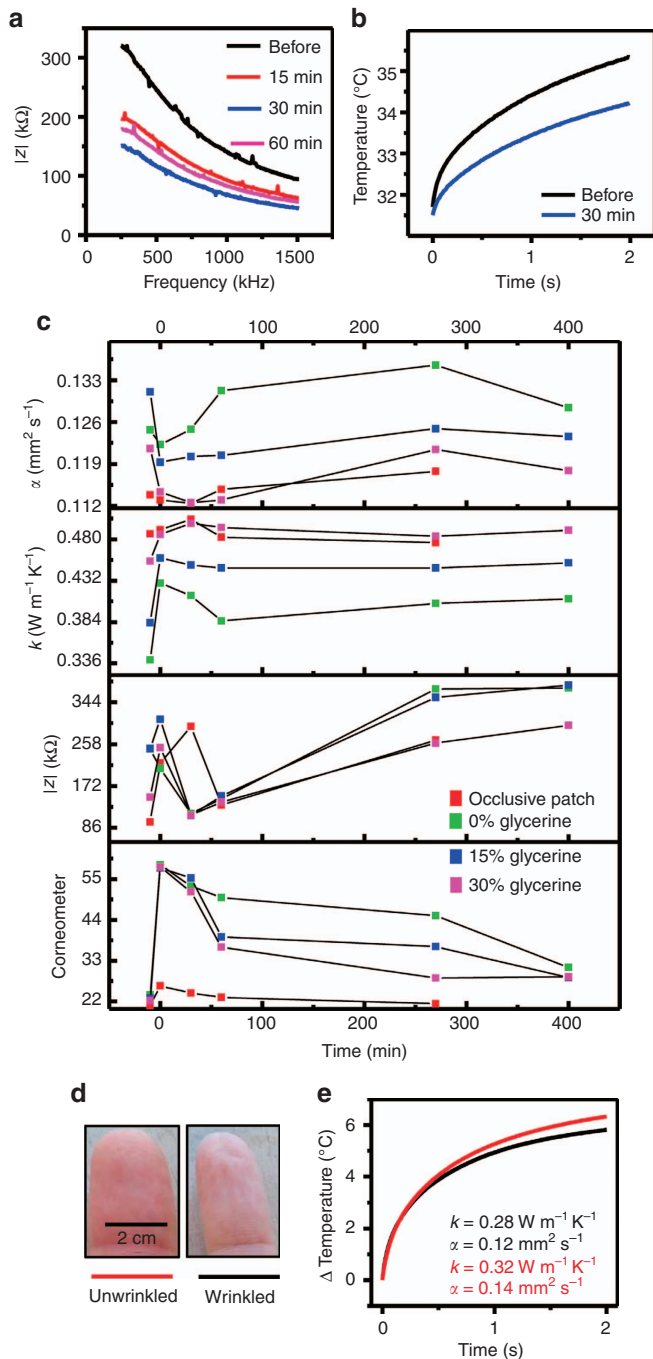 a
300
200
100
0
|z| (kΩ)
Before
15 min
30 min
60 min
0
500
1000
1500
Frequency (kHz)
b
35
34
33
32
Temperature (°C)
Before
30 min
0
1
2
Time (s)
c
0
100
200
300
400
0.133
0.126
0.119
0.112
α (mm² s⁻¹)
0.480
0.432
0.384
0.336
k (W m⁻¹ K⁻¹)
344
258
172
86
|z| (kΩ)
Occlusive patch
0% glycerine
15% glycerine
30% glycerine
55
44
33
22
Corneometer
0
100
200
300
400
Time (min)
d
2 cm
Unwrinkled
Wrinkled
e
6
4
2
0
Δ Temperature (°C)
k = 0.28 W m⁻¹ K⁻¹
α = 0.12 mm² s⁻¹
k = 0.32 W m⁻¹ K⁻¹
α = 0.14 mm² s⁻¹
0
1
2
Time (s)